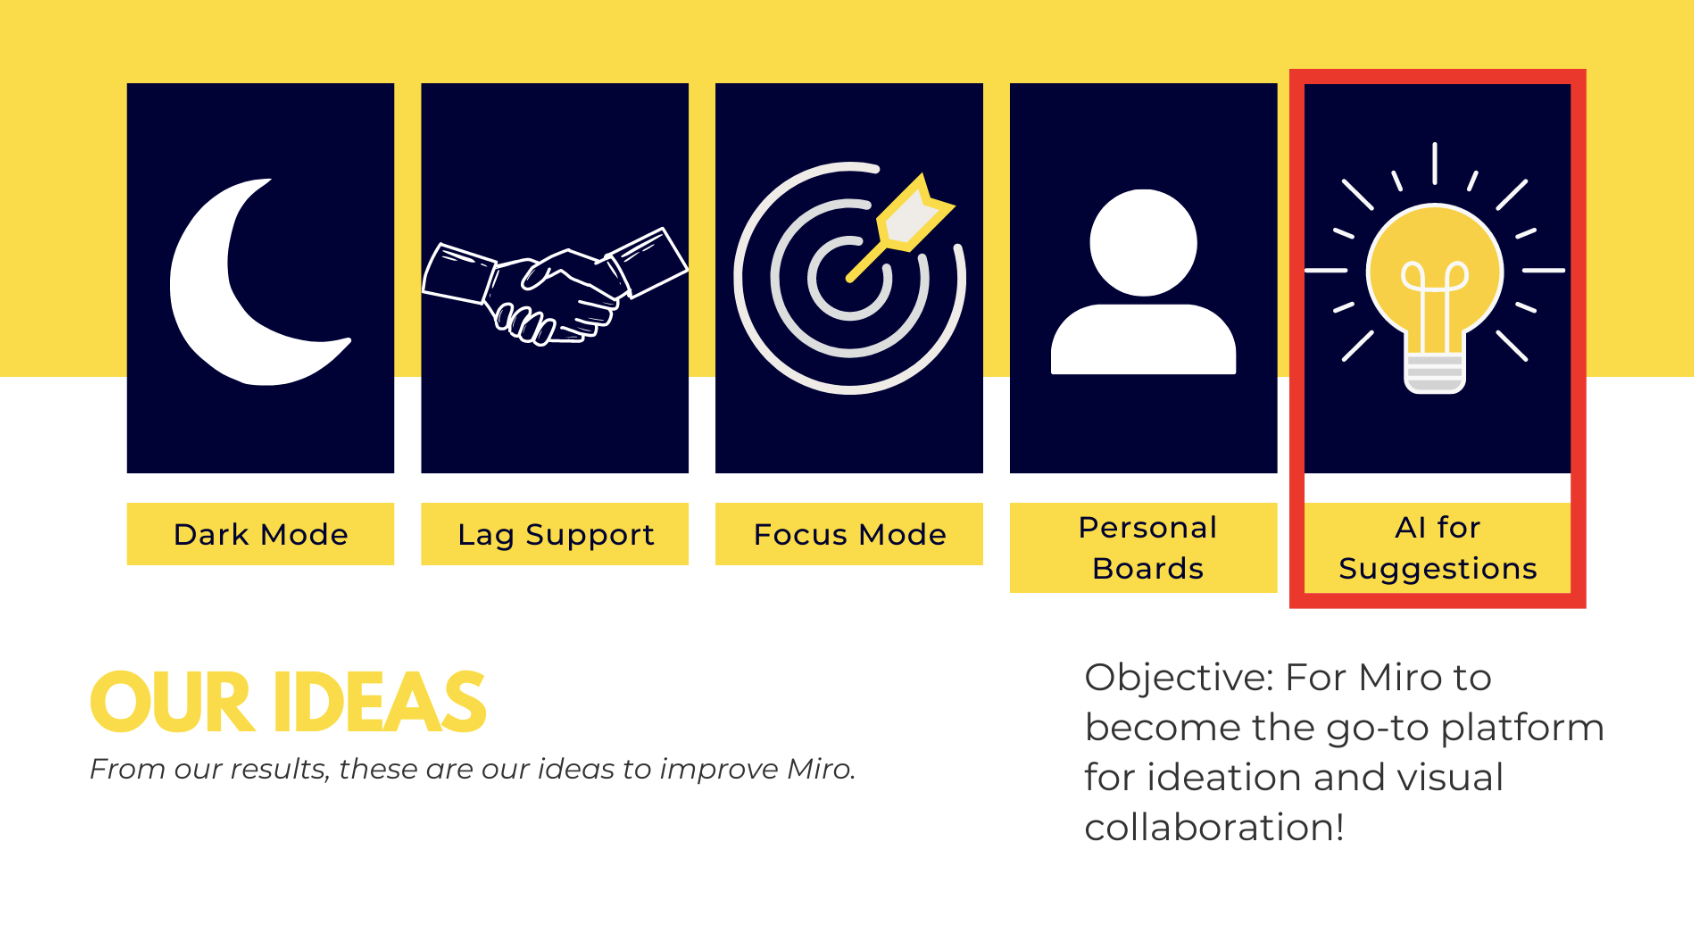 Dark Mode
Lag Support
Focus Mode
Personal
Boards
AI for
Suggestions
OUR IDEAS
From our results, these are our ideas to improve Miro.
Objective: For Miro to
become the go-to platform
for ideation and visual
collaboration!